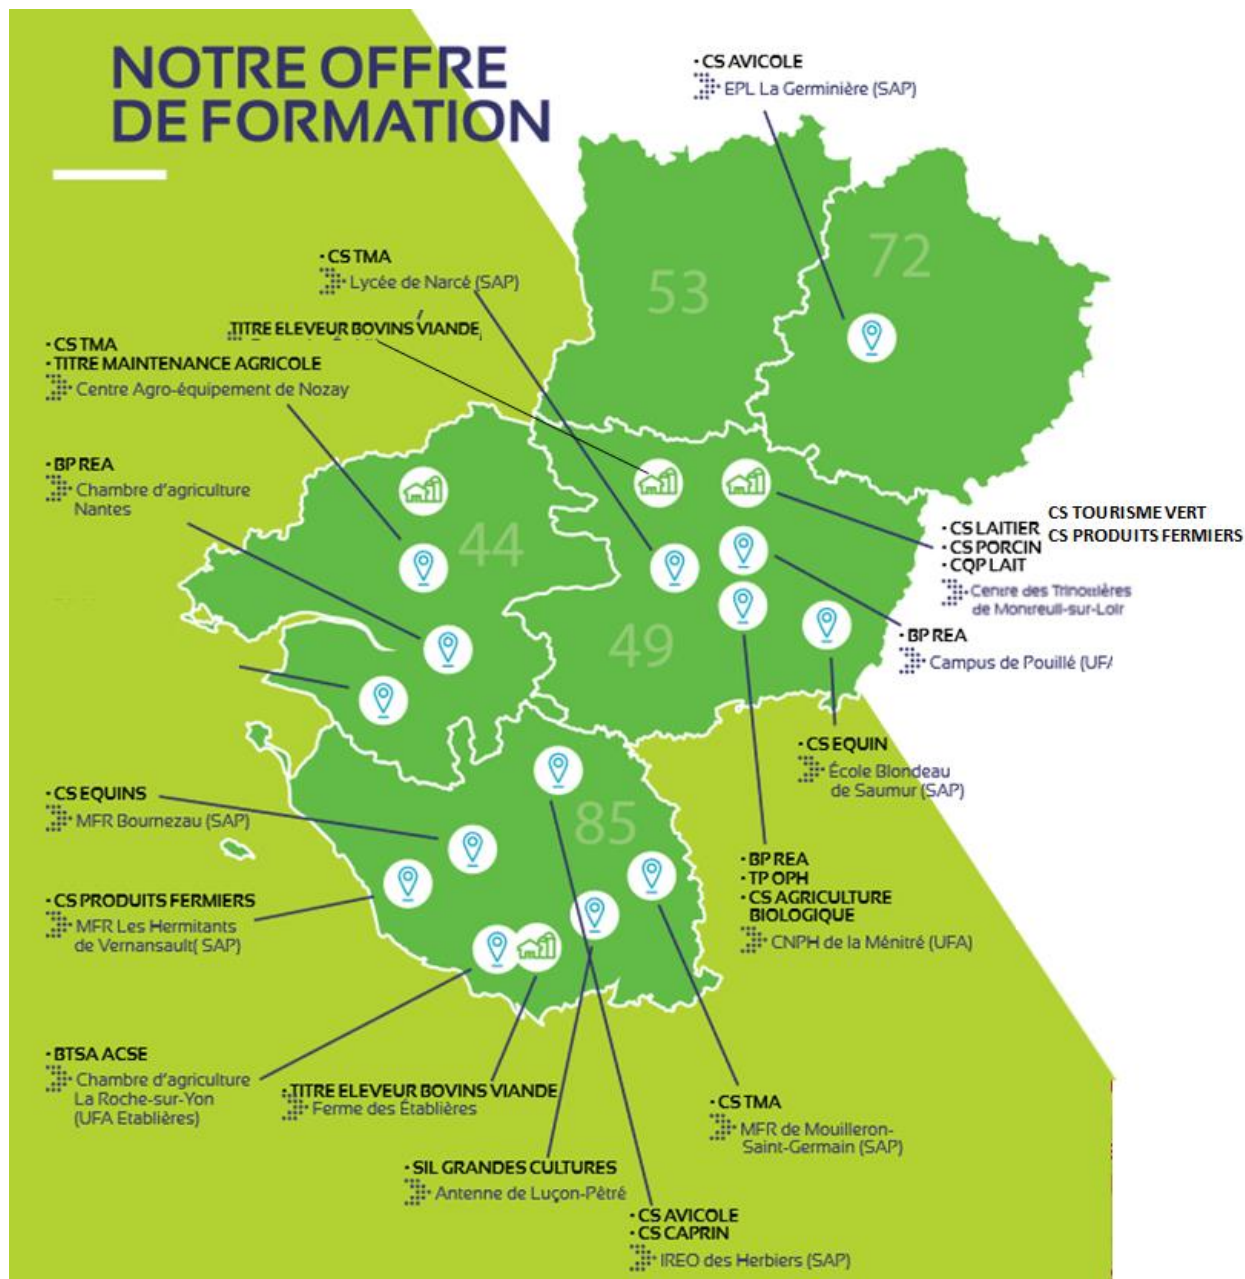 NOTRE OFFRE
DE FORMATION
• CS AVICOLE
EPL La Germinière (SAP)
72
53
• CS TMA
Lycée de Narcé (SAP)
TITRE ELEVEUR BOVINS VIANDE
• CS TMA
• TITRE MAINTENANCE AGRICOLE
Centre Agro-équipement de Nozay
• BP REA
Chambre d'agriculture
Nantes
44
49
CS TOURISME VERT
CS PRODUITS FERMIERS
• CS LAITIER
• CS PORCIN
• CQP LAIT
Centre des Trinottières
de Montreuil-sur-Loir
• BP REA
Campus de Pouillé (UFA
• CS EQUIN
École Blondeau
de Saumur (SAP)
85
• CS EQUINS
MFR Bournezau (SAP)
• CS PRODUITS FERMIERS
MFR Les Hermitants
de Vernansault( SAP)
• BP REA
• TP OPH
• CS AGRICULTURE
BIOLOGIQUE
CNPH de la Ménitré (UFA)
• BTSA ACSE
Chambre d'agriculture
La Roche-sur-Yon
(UFA Etablières)
• TITRE ELEVEUR BOVINS VIANDE
Ferme des Établières
• CS TMA
MFR de Mouilleron-
Saint-Germain (SAP)
• SIL GRANDES CULTURES
Antenne de Luçon-Pétré
• CS AVICOLE
• CS CAPRIN
IREO des Herbiers (SAP)